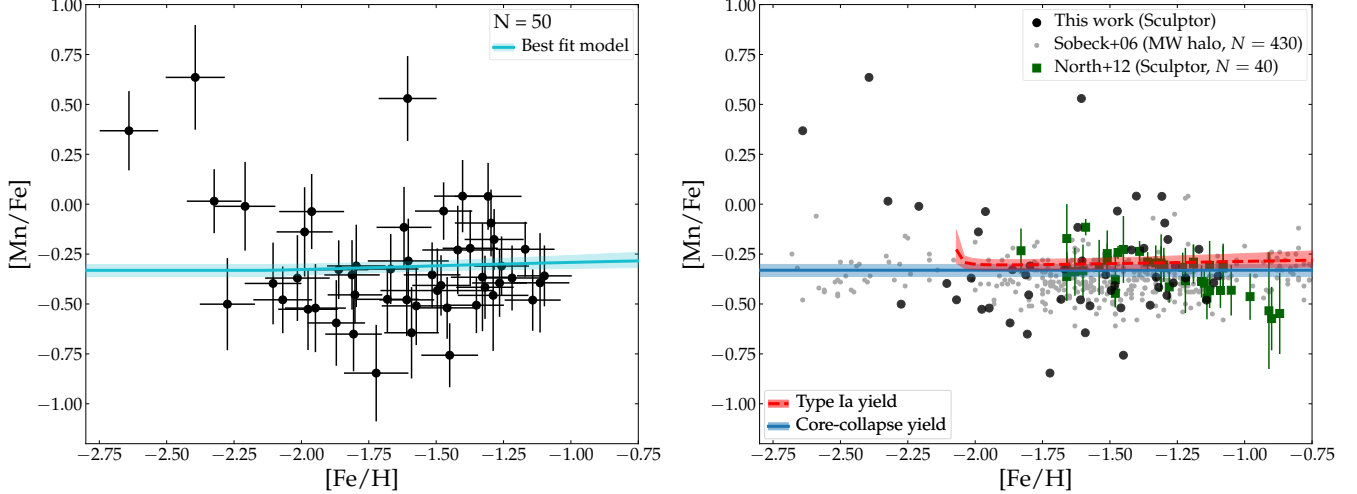 N = 50
Best fit model
1.00
0.75
0.50
0.25
0.00
−0.25
−0.50
−0.75
−1.00
[Mn/Fe]
−2.75 −2.50 −2.25 −2.00 −1.75 −1.50 −1.25 −1.00 −0.75
[Fe/H]
This work (Sculptor)
Sobeck+06 (MW halo, N = 430)
North+12 (Sculptor, N = 40)
1.00
0.75
0.50
0.25
0.00
−0.25
−0.50
−0.75
−1.00
[Mn/Fe]
Type Ia yield
Core-collapse yield
−2.75 −2.50 −2.25 −2.00 −1.75 −1.50 −1.25 −1.00 −0.75
[Fe/H]